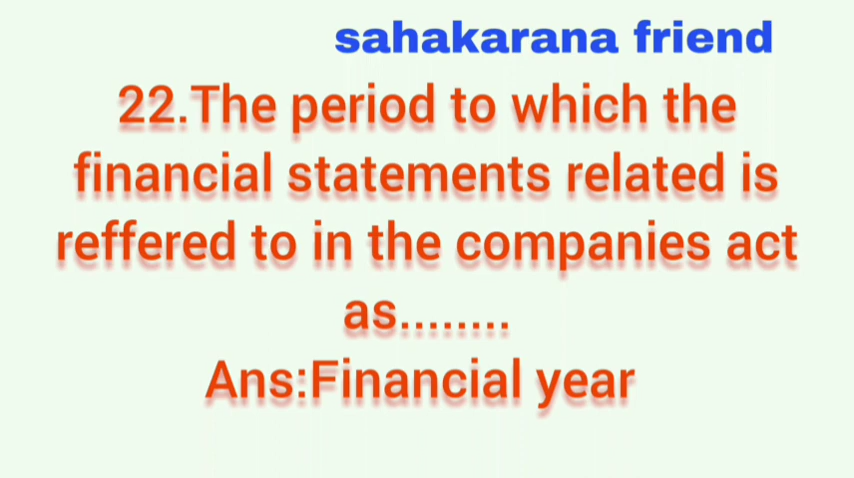 sahakarana friend
22.The period to which the
financial statements related is
reffered to in the companies act
as........
Ans:Financial year